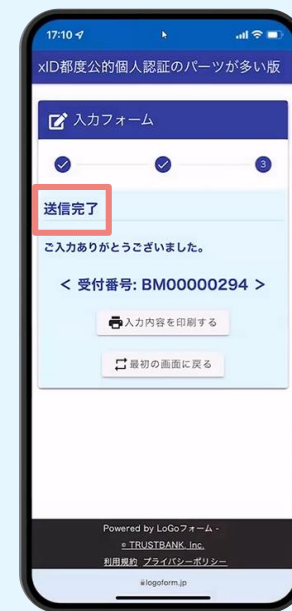 17:10
xID都度公的個人認証のパーツが多い版
入力フォーム
3
送信完了
ご入力ありがとうございました。
< 受付番号: BM00000294 >
入力内容を印刷する
最初の画面に戻る
Powered by LoGoフォーム -
© TRUSTBANK, Inc.
利用規約 プライバシーポリシー
logoform.jp